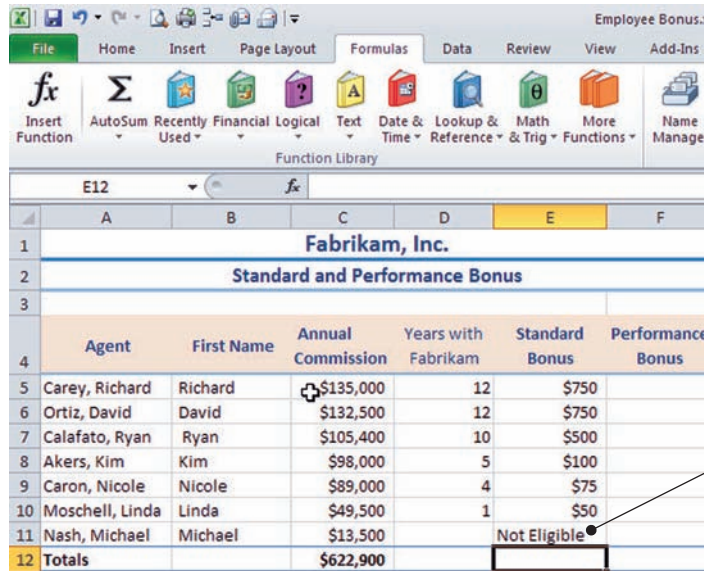 Employee Bonus.
File Home Insert Page Layout Formulas Data Review View Add-Ins
fx Σ ? A θ
Insert Function AutoSum Recently Used Financial Logical Text Date & Time Lookup & Reference Math & Trig More Functions Name
Function Library
E12 fx
A B C D E F
1 Fabrikam, Inc.
2 Standard and Performance Bonus
3
4 Agent First Name Annual Commission Years with Fabrikam Standard Bonus Performance Bonus
5 Carey, Richard Richard $135,000 12 $750
6 Ortiz, David David $132,500 12 $750
7 Calafato, Ryan Ryan $105,400 10 $500
8 Akers, Kim Kim $98,000 5 $100
9 Caron, Nicole Nicole $89,000 4 $75
10 Moschell, Linda Linda $49,500 1 $50
11 Nash, Michael Michael $13,500 Not Eligible
12 Totals $622,900